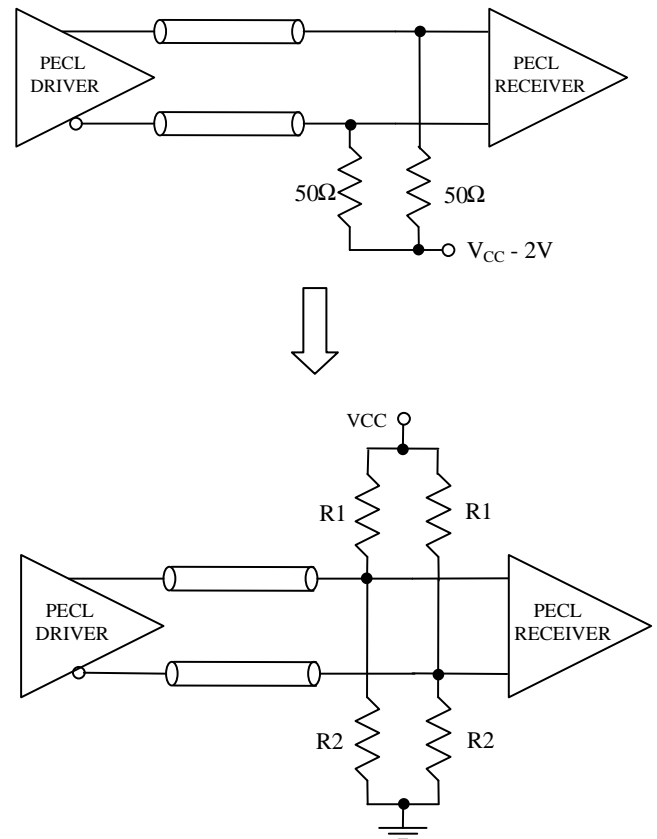 PECL
DRIVER
PECL
RECEIVER
50Ω
50Ω
V_CC - 2V
VCC
R1
R1
PECL
DRIVER
PECL
RECEIVER
R2
R2